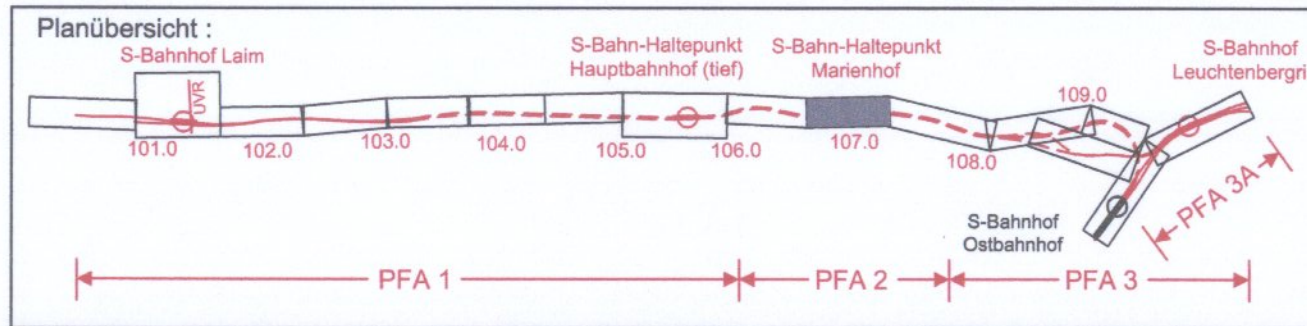 Planübersicht :
S-Bahnhof Laim
S-Bahn-Haltepunkt
Hauptbahnhof (tief)
S-Bahn-Haltepunkt
Marienhof
S-Bahnhof
Leuchtenbergri
UVR
109.0
101.0
102.0
103.0
104.0
105.0
106.0
107.0
108.0
S-Bahnhof
Ostbahnhof
PFA 3A
PFA 1
PFA 2
PFA 3